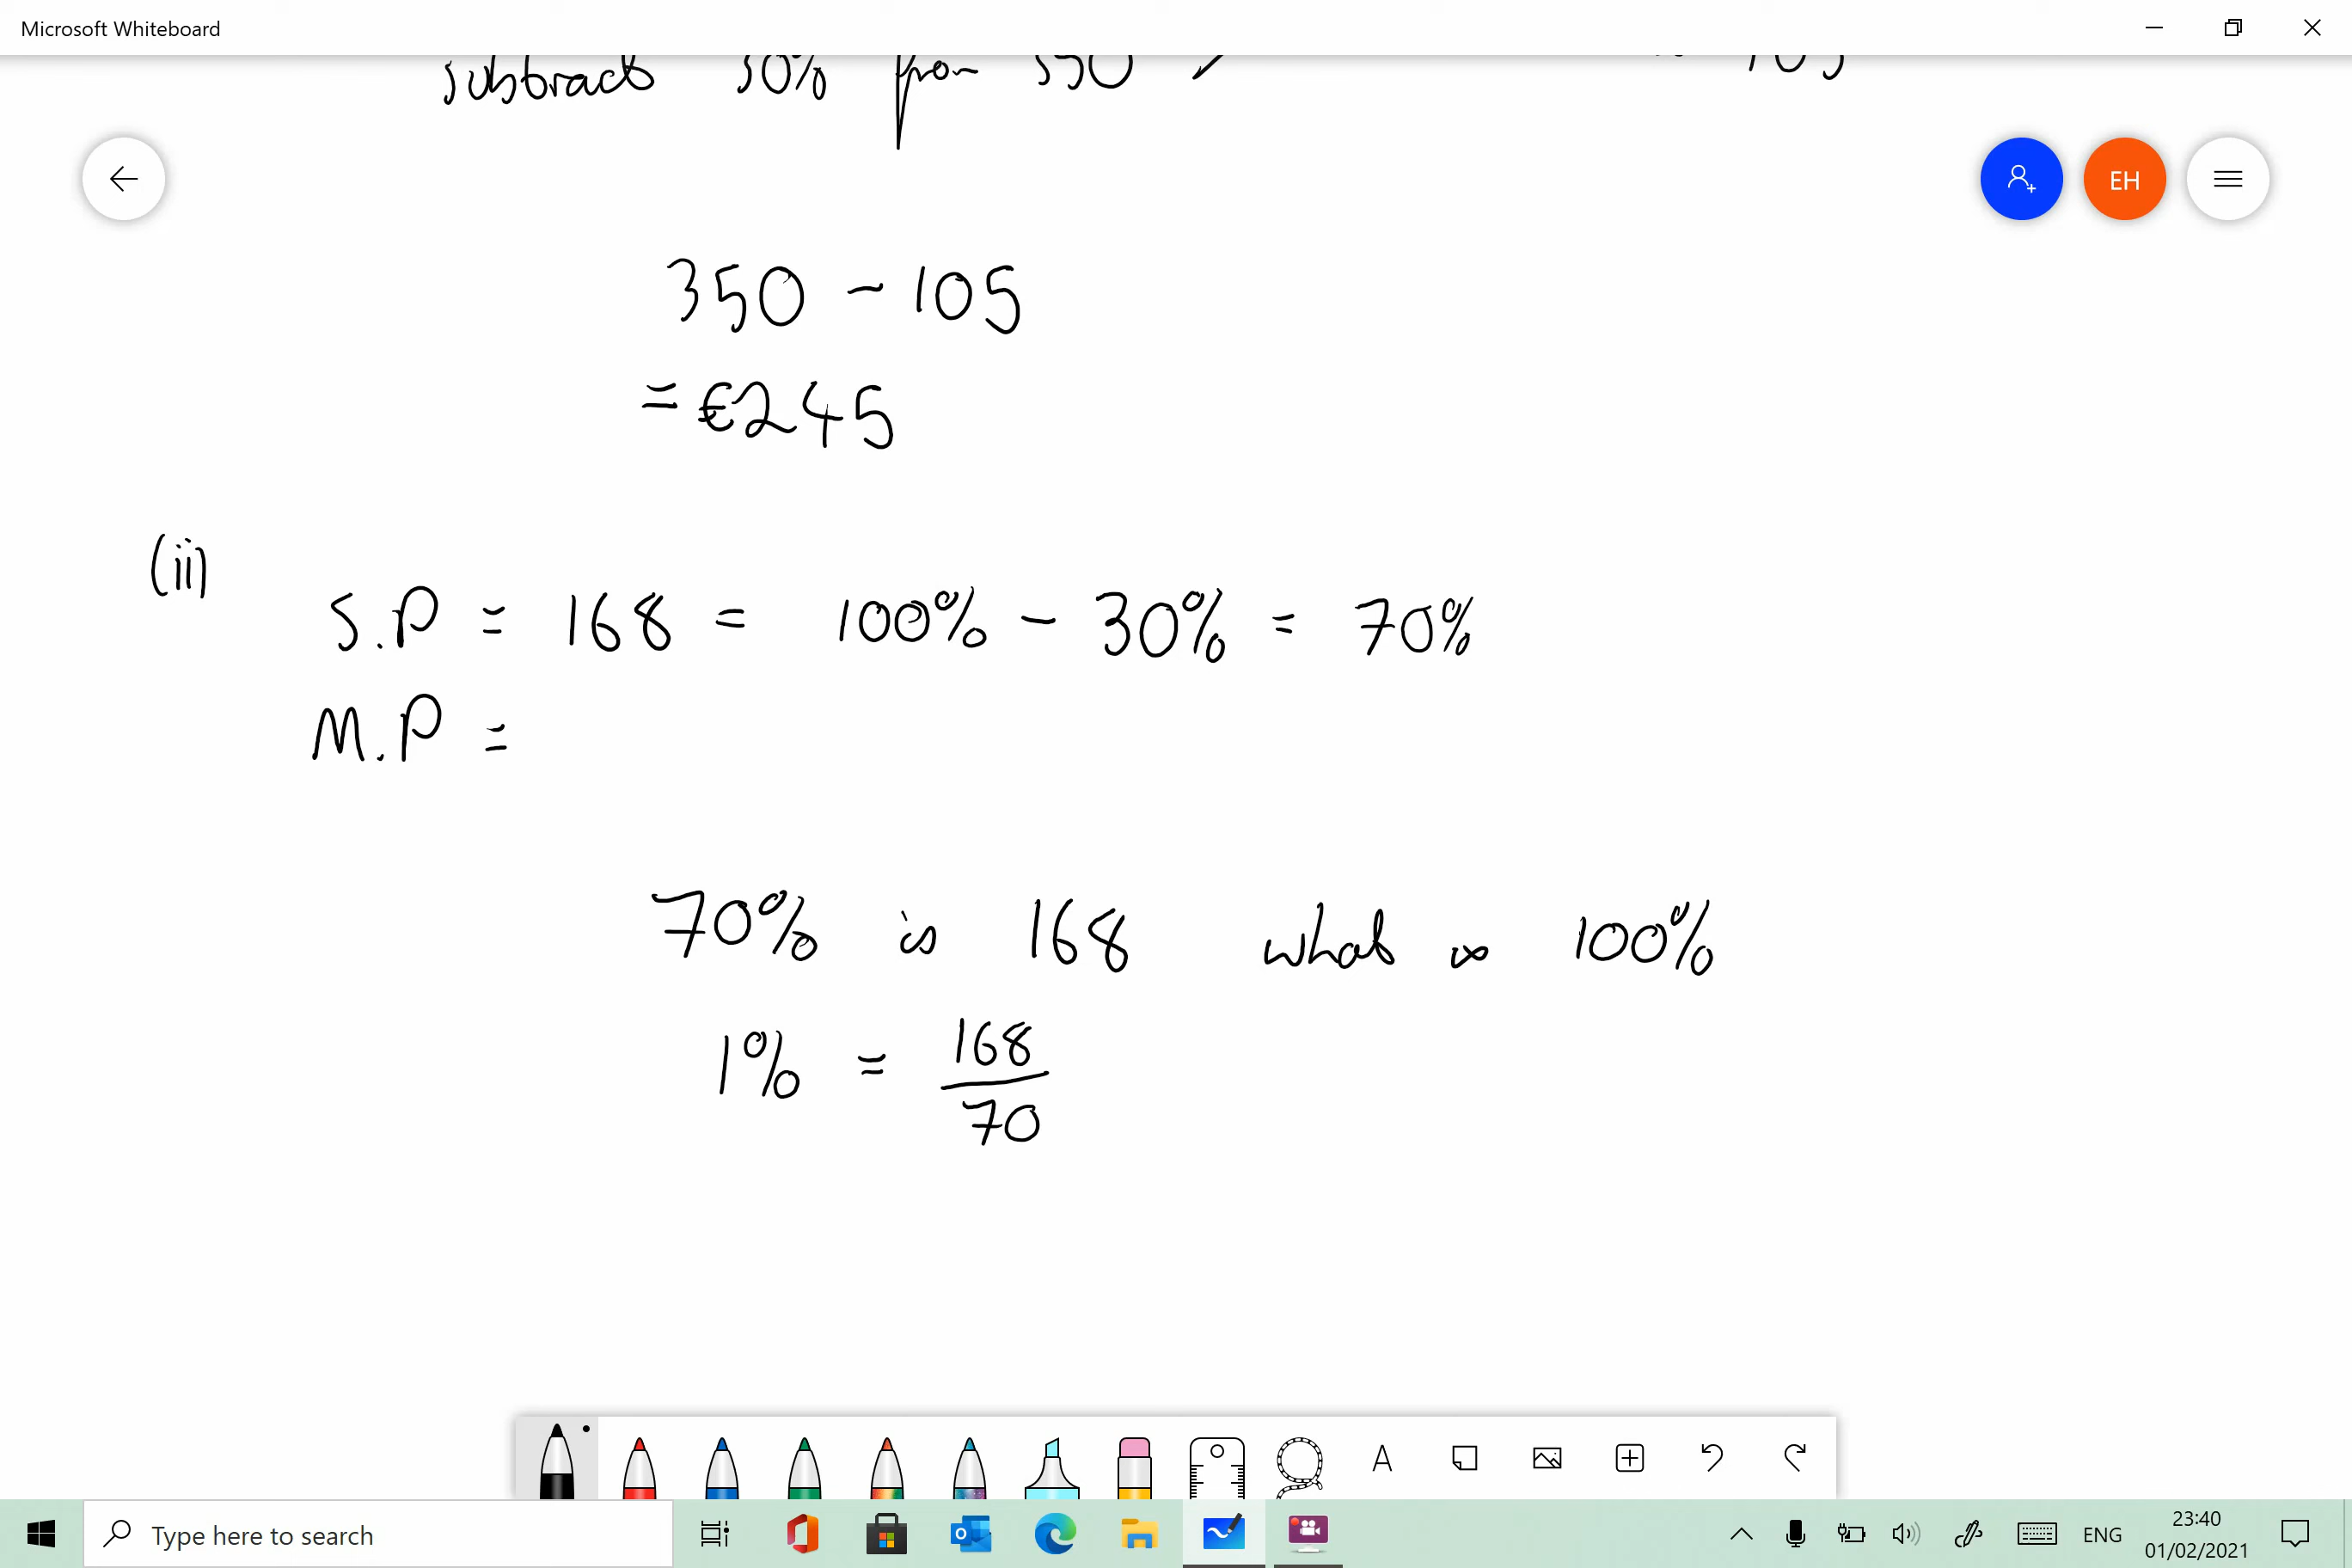 Microsoft Whiteboard
subtract 30% from 350 ✓
105
EH
350 - 105
= €245
(ii)
S.P = 168 = 100% - 30% = 70%
M.P =
70% is 168 what is 100%
1% = 168
70
A
Type here to search
ENG
23:40
01/02/2021